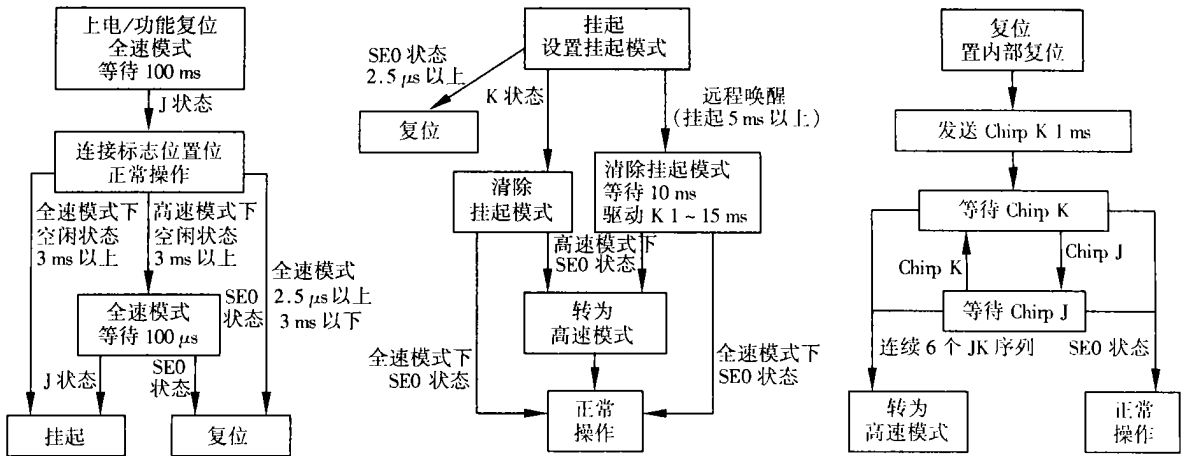 上电/功能复位
全速模式
等待 100 ms
J 状态
连接标志位置位
正常操作
全速模式下
空闲状态
3 ms 以上
高速模式下
空闲状态
3 ms 以上
SE0
状态
全速模式
2.5 μs 以上
3 ms 以下
全速模式
等待 100 μs
J 状态
SE0
状态
挂起
复位
挂起
设置挂起模式
SE0 状态
2.5 μs 以上
K 状态
远程唤醒
(挂起 5 ms 以上)
复位
清除
挂起模式
清除挂起模式
等待 10 ms
驱动 K 1~15 ms
高速模式下
SE0 状态
转为
高速模式
全速模式下
SE0 状态
全速模式下
SE0 状态
正常
操作
复位
置内部复位
发送 Chirp K 1 ms
等待 Chirp K
Chirp K
Chirp J
等待 Chirp J
连续 6 个 JK 序列
SE0 状态
转为
高速模式
正常
操作